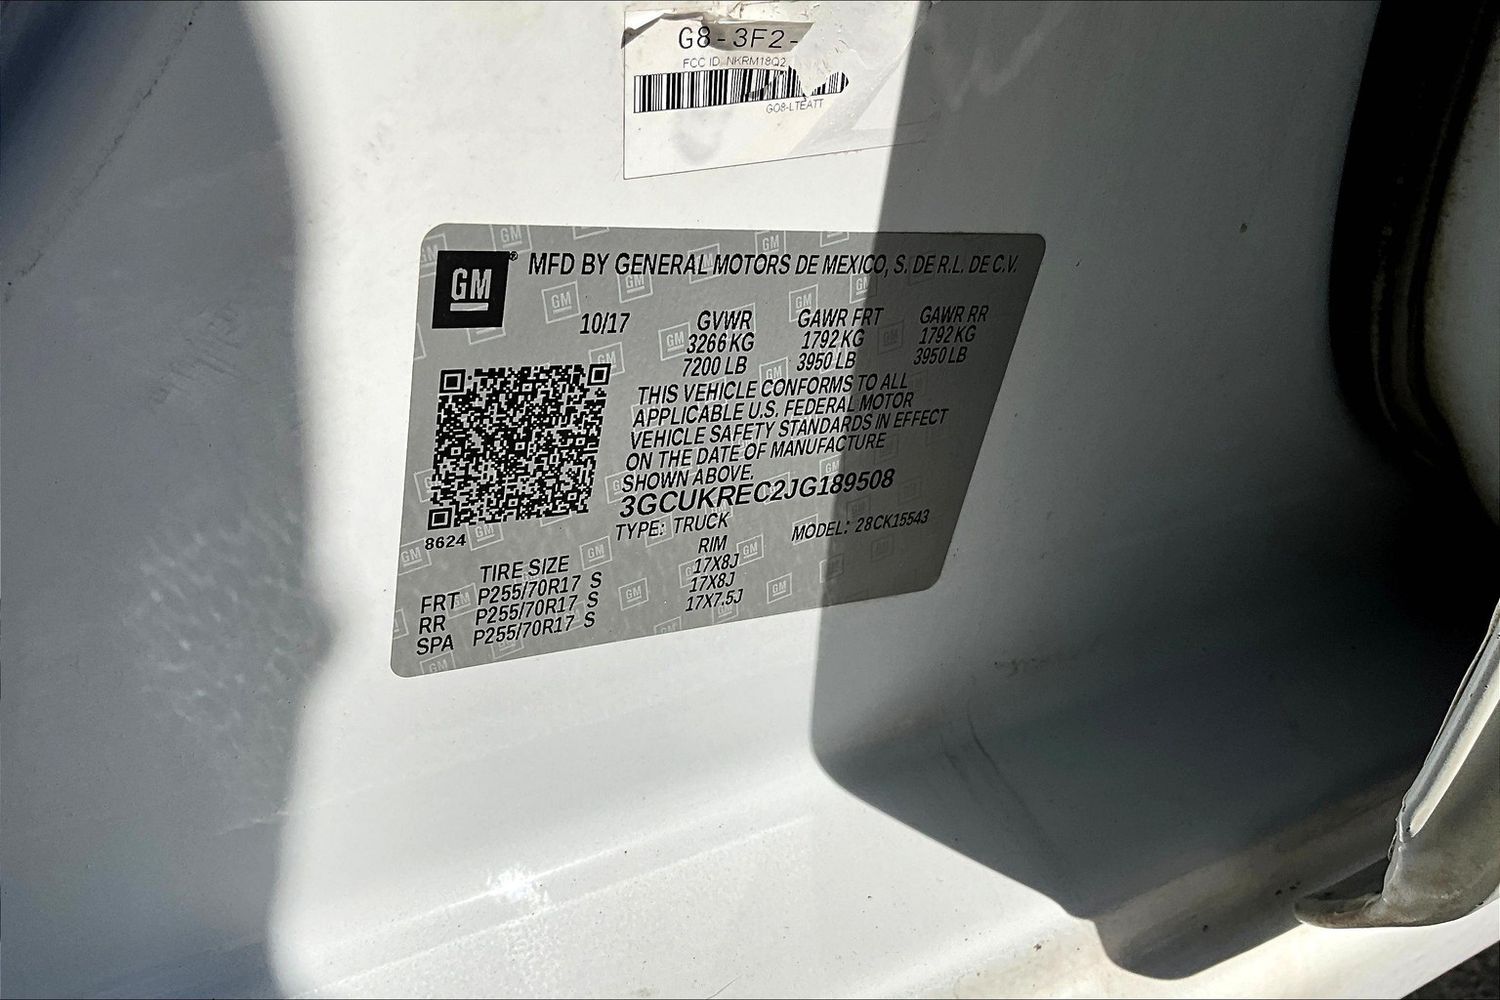 G8-3F2-
FCC ID: NKRM18Q2
GO8-LTEATT
GM® MFD BY GENERAL MOTORS DE MEXICO, S. DE R.L. DE C.V.
10/17 GVWR GAWR FRT GAWR RR
3266 KG 1792 KG 1792 KG
7200 LB 3950 LB 3950 LB
THIS VEHICLE CONFORMS TO ALL
APPLICABLE U.S. FEDERAL MOTOR
VEHICLE SAFETY STANDARDS IN EFFECT
ON THE DATE OF MANUFACTURE
SHOWN ABOVE.
3GCUKREC2JG189508
8624
TYPE: TRUCK MODEL: 28CK15543
TIRE SIZE RIM
FRT P255/70R17 S 17X8J
RR P255/70R17 S 17X8J
SPA P255/70R17 S 17X7.5J